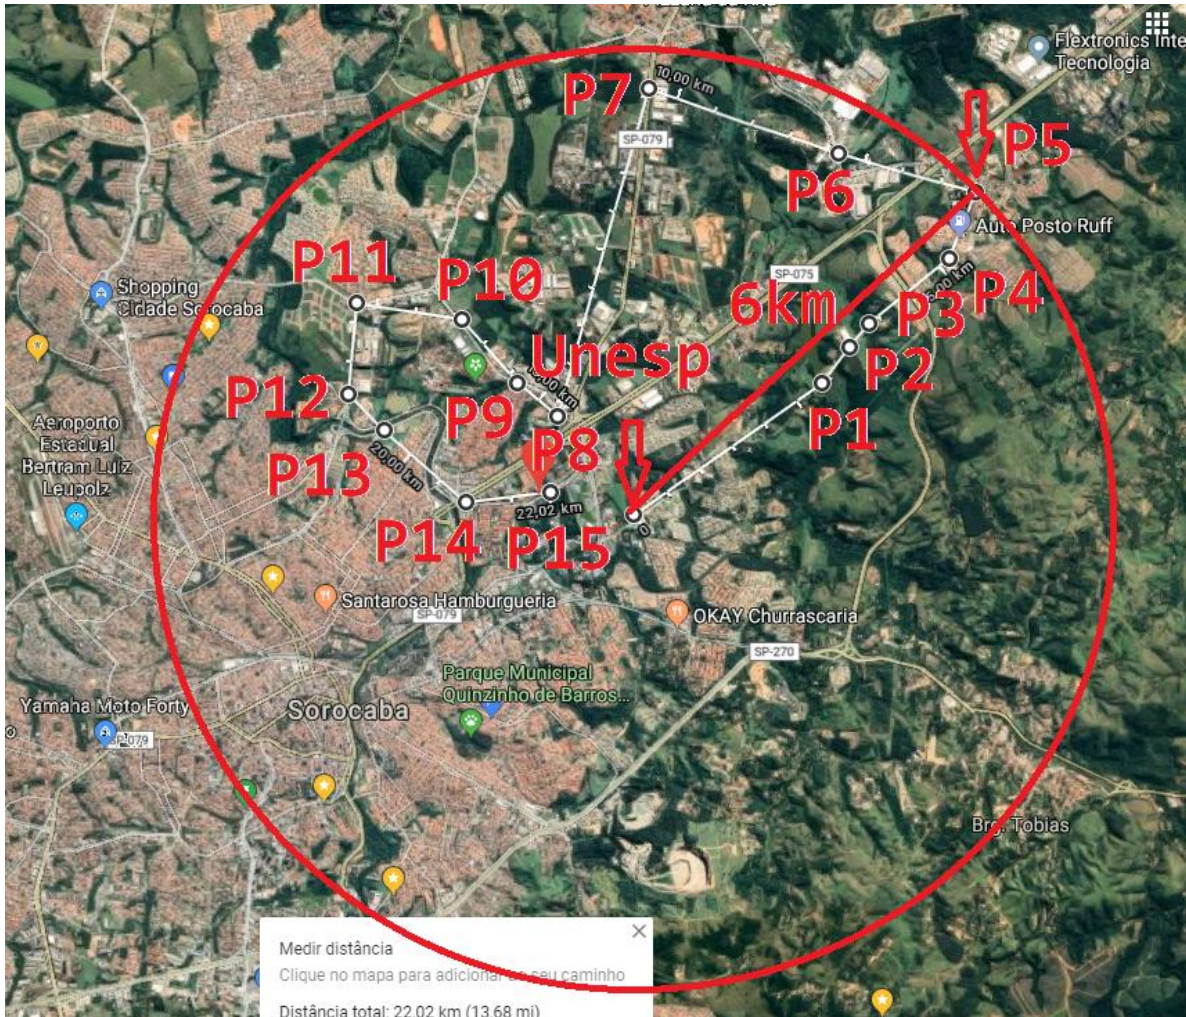 Flextronics Inte
Tecnologia
10,00 km
P7
SP-079
P5
P6
Auto Posto Ruff
P11
P10
SP-075
P4
Shopping
Cidade Sorocaba
6km
P3
Unesp
P2
P12
P9
P1
Aeroporto
Estadual
Bertram Luiz
Leupolz
P8
P13
20,00 km
22,02 km
0
P14
P15
Santarosa Hamburgueria
SP-079
OKAY Churrascaria
SP-270
Parque Municipal
Quinzinho de Barros...
Yamaha Moto Forty
Sorocaba
SP-079
Brg. Tobias
Medir distância
Clique no mapa para adicionar ao seu caminho
Distância total: 22,02 km (13,68 mi)